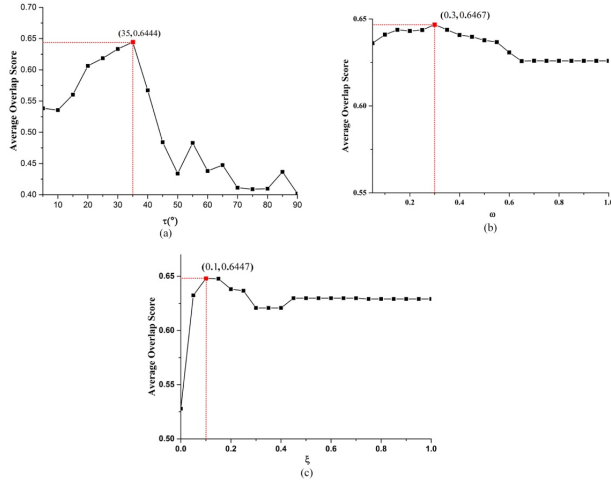 (35,0.6444)
0.70
0.65
0.60
0.55
0.50
0.45
0.40
Average Overlap Score
10 20 30 40 50 60 70 80 90
τ(°)
(a)
(0.3,0.6467)
0.65
0.60
0.55
Average Overlap Score
0.2 0.4 0.6 0.8 1.0
ω
(b)
(0.1,0.6447)
0.65
0.60
0.55
0.50
Average Overlap Score
0.0 0.2 0.4 0.6 0.8 1.0
ξ
(c)